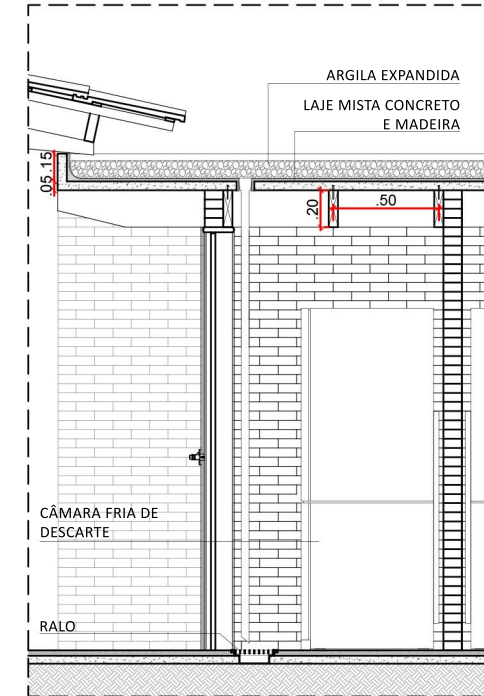 ARGILA EXPANDIDA
LAJE MISTA CONCRETO
E MADEIRA
.15
.05
.20
.50
CÂMARA FRIA DE
DESCARTE
RALO